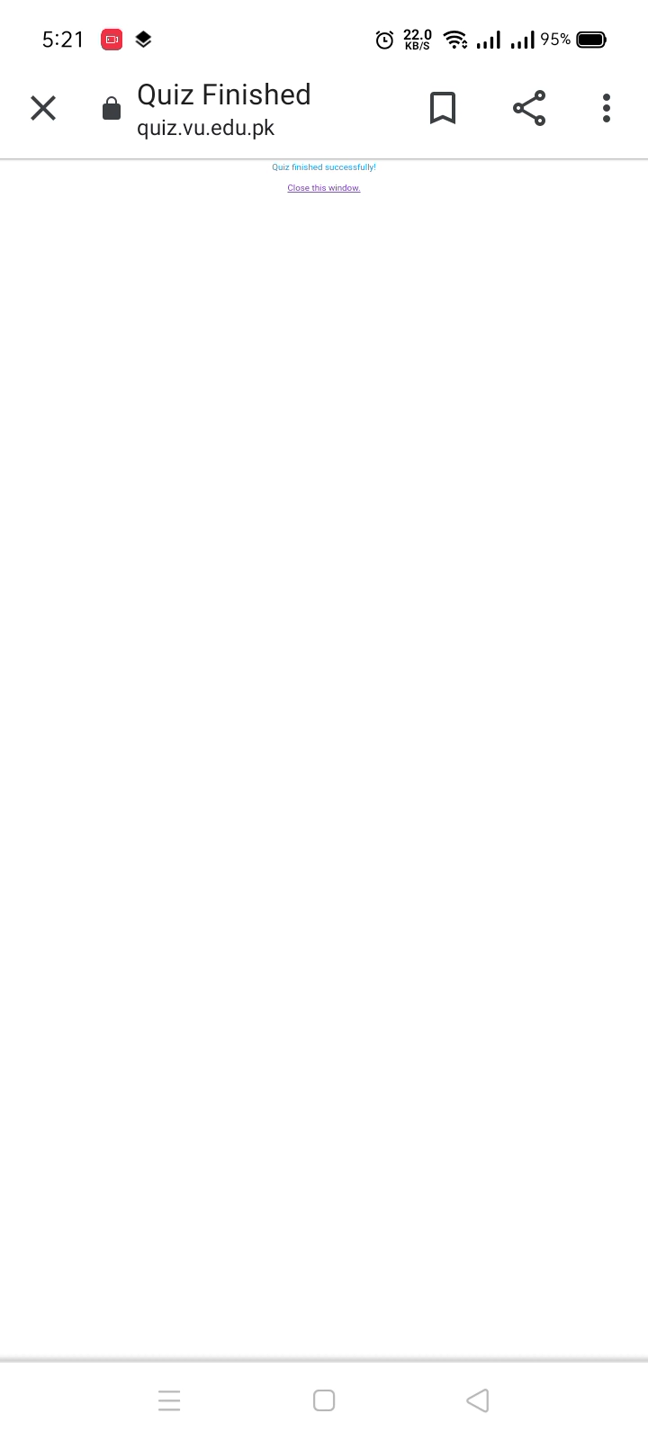 5:21
22.0
KB/S
95%
Quiz Finished
quiz.vu.edu.pk
Quiz finished successfully!
Close this window.